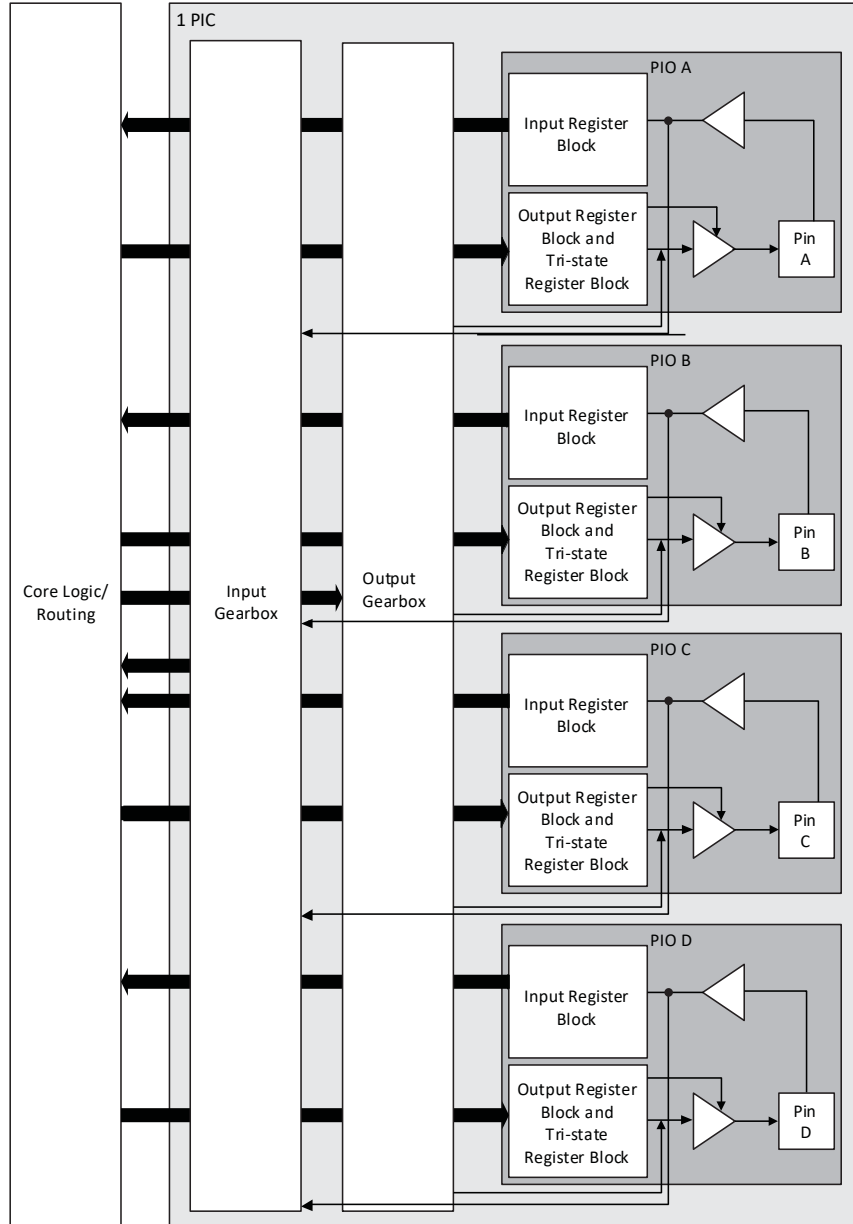 1 PIC
PIO A
Input Register
Block
Output Register
Block and
Tri-state
Register Block
Pin
A
PIO B
Input Register
Block
Output Register
Block and
Tri-state
Register Block
Pin
B
Core Logic/
Routing
Input
Gearbox
Output
Gearbox
PIO C
Input Register
Block
Output Register
Block and
Tri-state
Register Block
Pin
C
PIO D
Input Register
Block
Output Register
Block and
Tri-state
Register Block
Pin
D